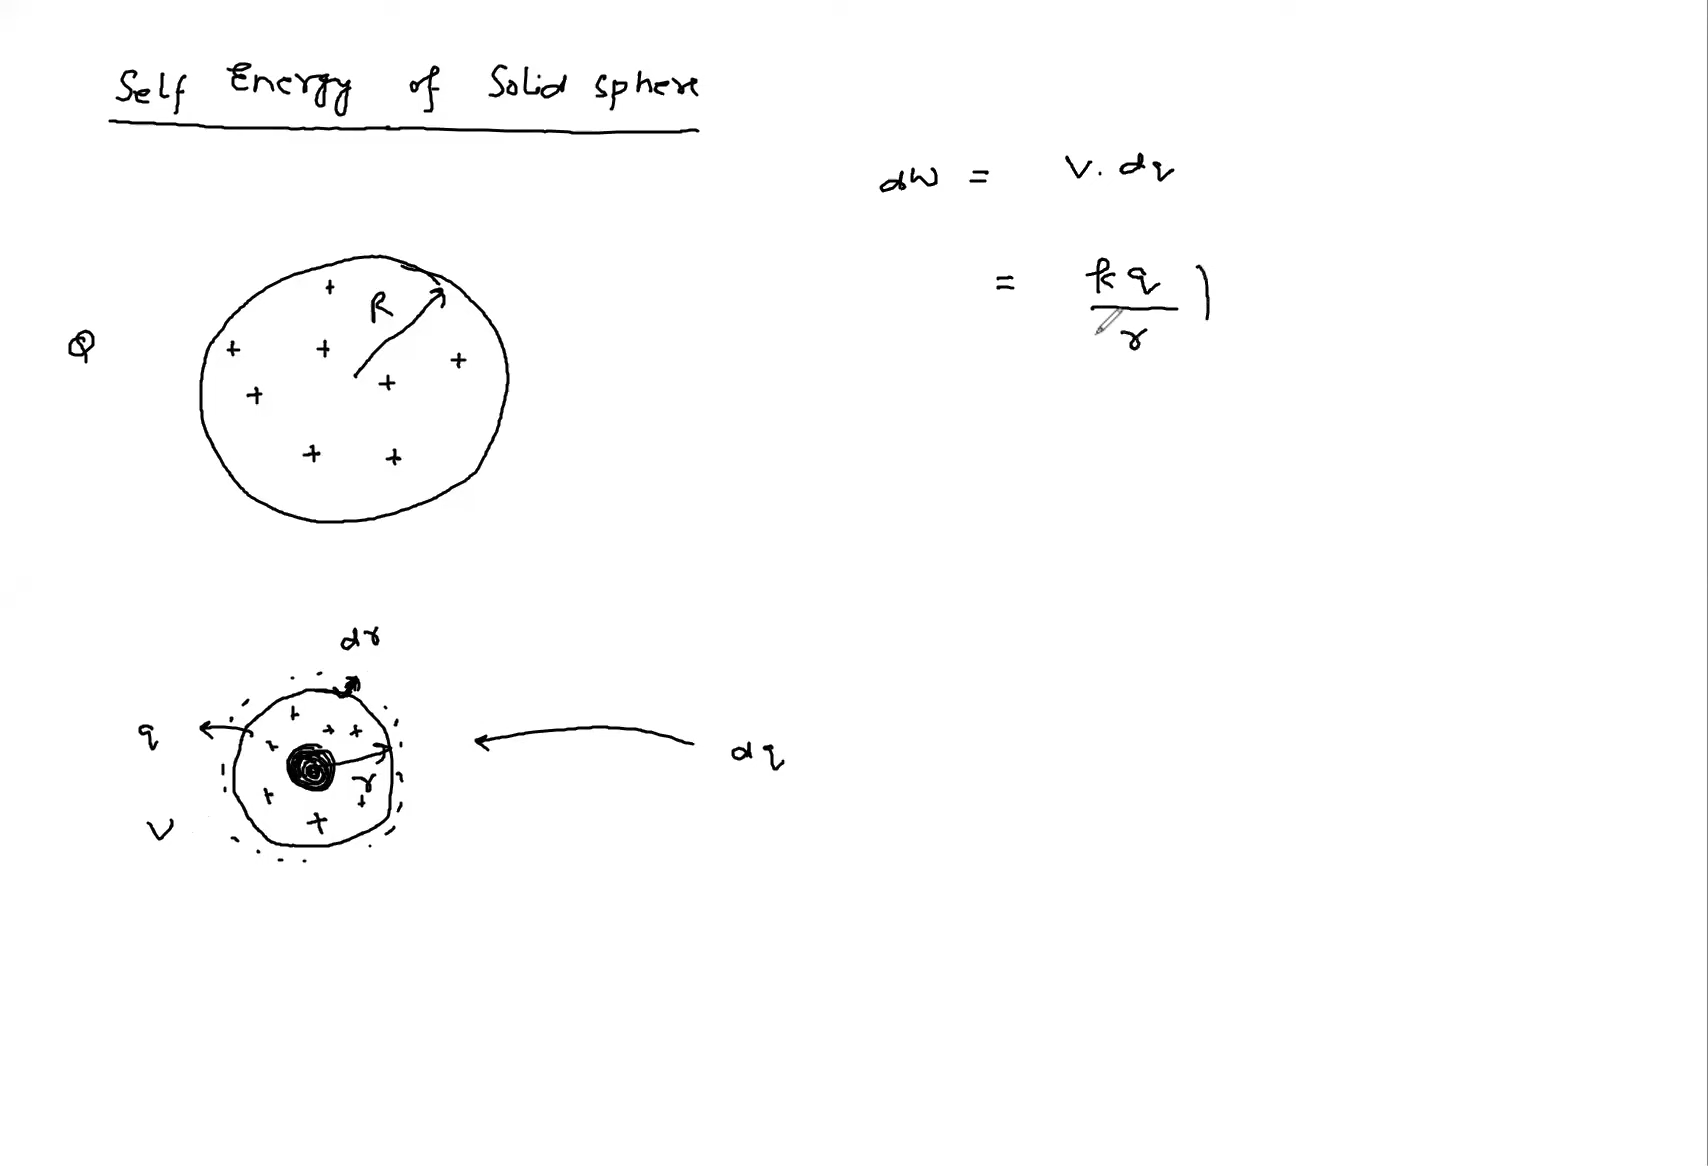 Self Energy of Solid sphere
dW = V. dq
= kq/r
R
Q
+ + + + + + + +
dr
q
r
+ + + + + + + +
dq
V